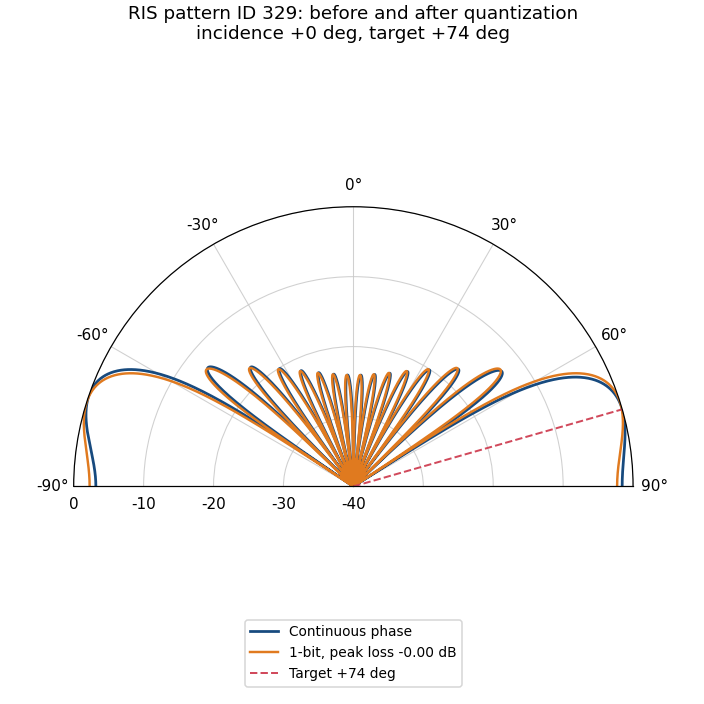 RIS pattern ID 329: before and after quantization
incidence +0 deg, target +74 deg
0°
-30°
30°
-60°
60°
-90°
90°
0
-10
-20
-30
-40
Continuous phase
1-bit, peak loss -0.00 dB
Target +74 deg